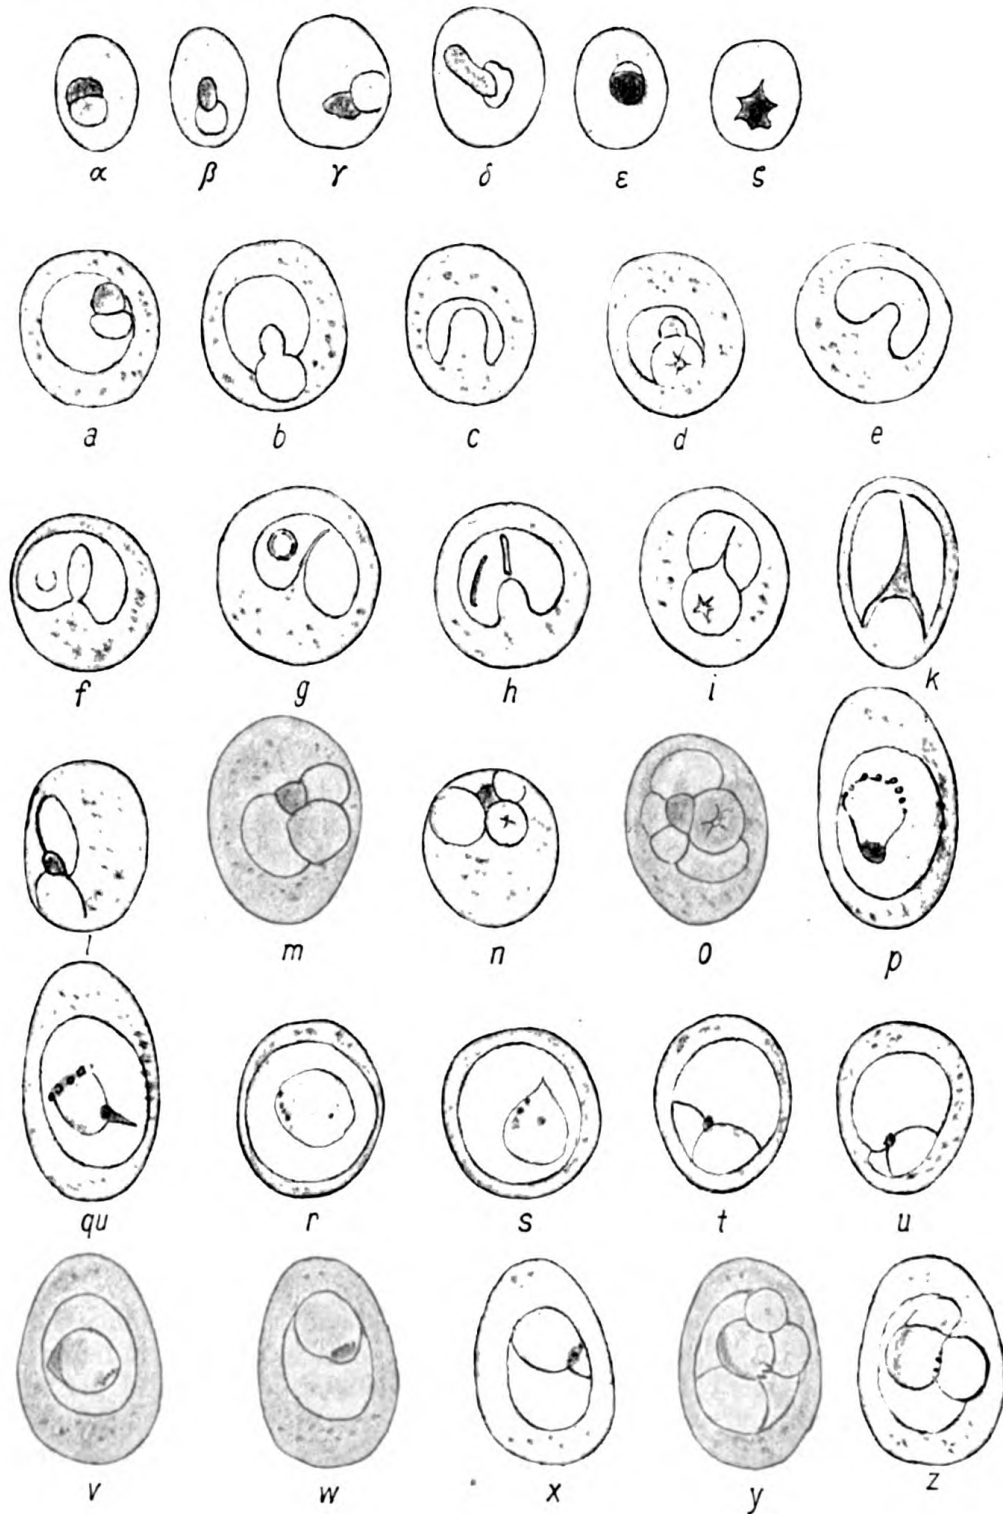 α β γ δ ε ς
a b c d e
f g h i k
l m n o p
qu r s t u
v w x y z